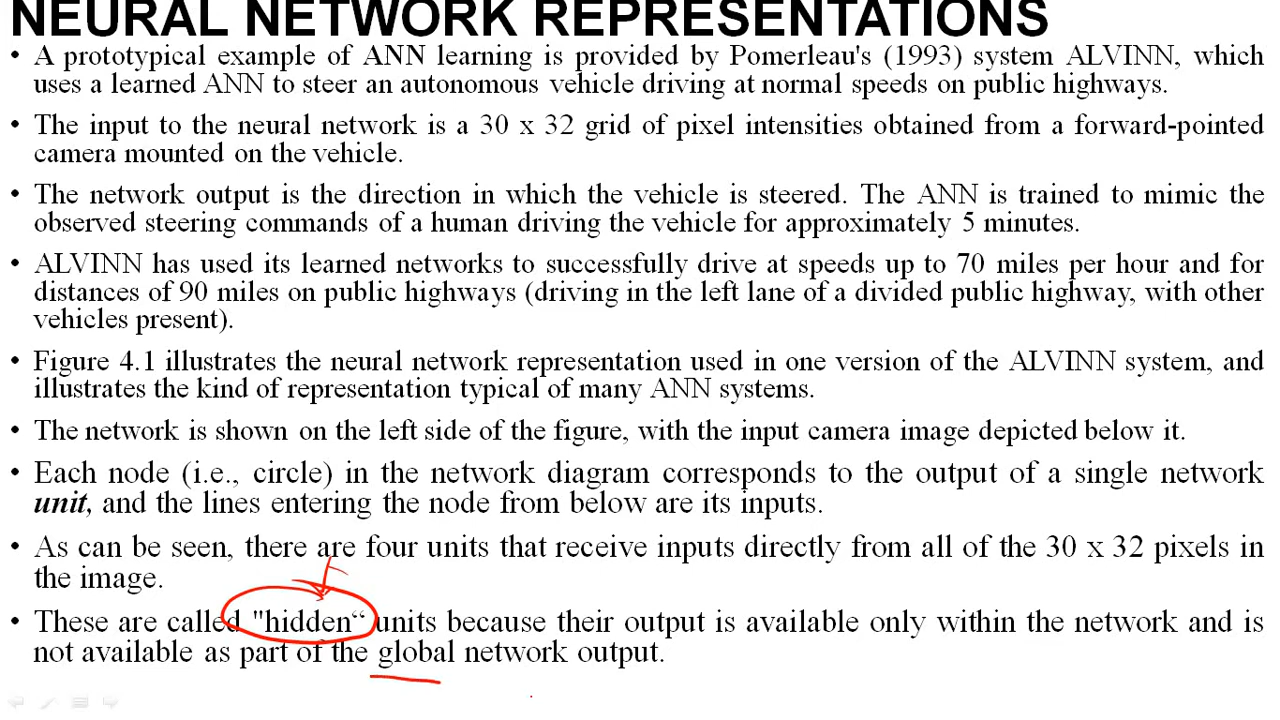 NEURAL NETWORK REPRESENTATIONS
• A prototypical example of ANN learning is provided by Pomerleau's (1993) system ALVINN, which
uses a learned ANN to steer an autonomous vehicle driving at normal speeds on public highways.
• The input to the neural network is a 30 x 32 grid of pixel intensities obtained from a forward-pointed
camera mounted on the vehicle.
• The network output is the direction in which the vehicle is steered. The ANN is trained to mimic the
observed steering commands of a human driving the vehicle for approximately 5 minutes.
• ALVINN has used its learned networks to successfully drive at speeds up to 70 miles per hour and for
distances of 90 miles on public highways (driving in the left lane of a divided public highway, with other
vehicles present).
• Figure 4.1 illustrates the neural network representation used in one version of the ALVINN system, and
illustrates the kind of representation typical of many ANN systems.
• The network is shown on the left side of the figure, with the input camera image depicted below it.
• Each node (i.e., circle) in the network diagram corresponds to the output of a single network
unit, and the lines entering the node from below are its inputs.
• As can be seen, there are four units that receive inputs directly from all of the 30 x 32 pixels in
the image.
• These are called "hidden“ units because their output is available only within the network and is
not available as part of the global network output.